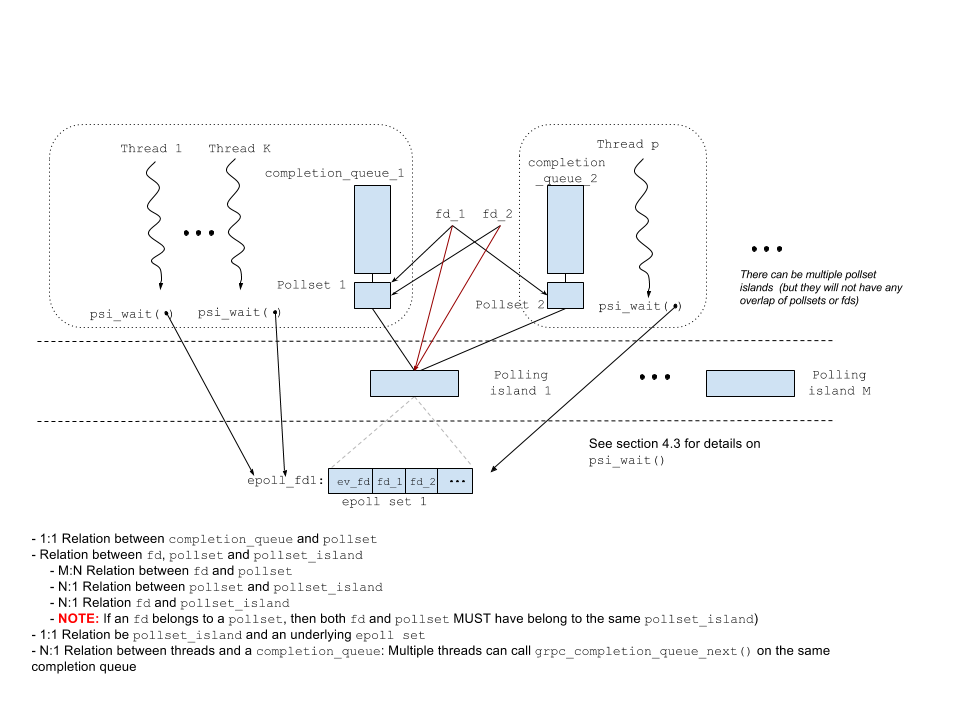 Thread 1
Thread K
Thread p
completion_queue_1
completion
_queue_2
fd_1
fd_2
There can be multiple pollset
islands (but they will not have any
overlap of pollsets or fds)
Pollset 1
Pollset 2
psi_wait( )
psi_wait( )
psi_wait( )
Polling
island 1
Polling
island M
See section 4.3 for details on
psi_wait()
epoll_fd1:
ev_fd
fd_1
fd_2
...
epoll set 1
- 1:1 Relation between completion_queue and pollset
- Relation between fd, pollset and pollset_island
- M:N Relation between fd and pollset
- N:1 Relation between pollset and pollset_island
- N:1 Relation fd and pollset_island
- NOTE: If an fd belongs to a pollset, then both fd and pollset MUST have belong to the same pollset_island)
- 1:1 Relation be pollset_island and an underlying epoll set
- N:1 Relation between threads and a completion_queue: Multiple threads can call grpc_completion_queue_next() on the same
completion queue